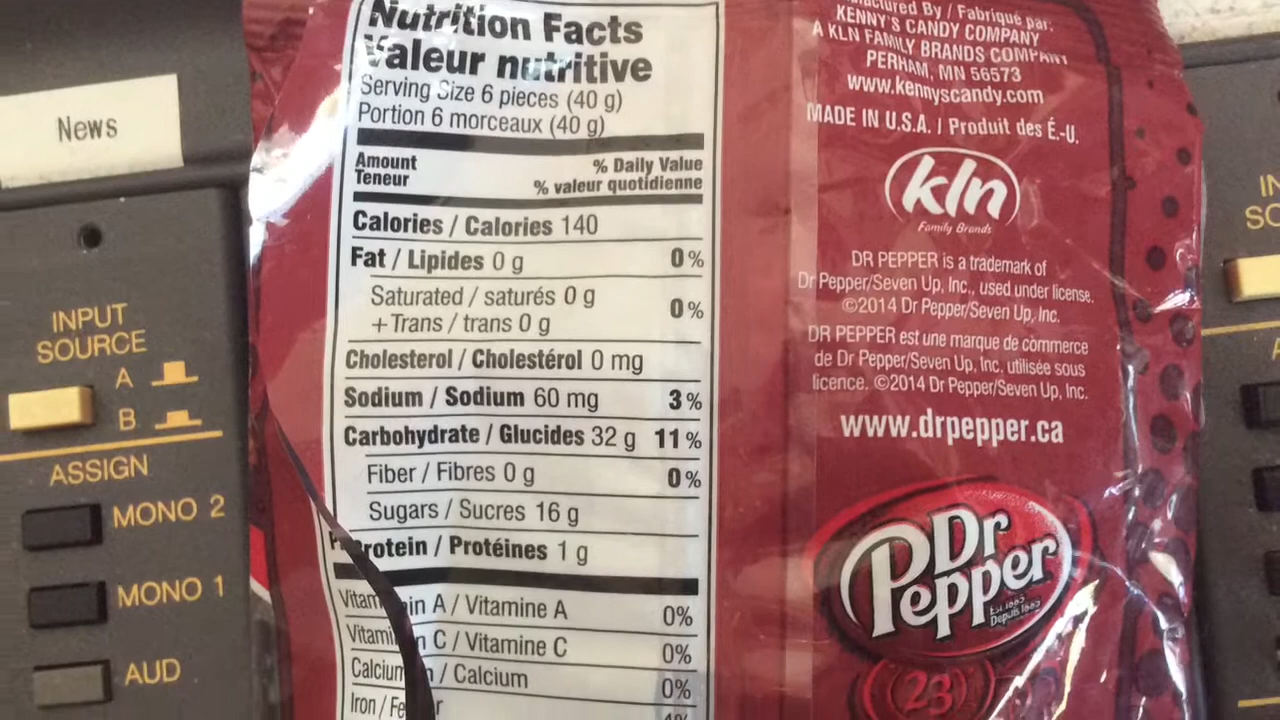 News
INPUT
SOURCE
A
B
ASSIGN
MONO 2
MONO 1
AUD
Nutrition Facts
Valeur nutritive
Serving Size 6 pieces (40 g)
Portion 6 morceaux (40 g)
Amount
Teneur
% Daily Value
% valeur quotidienne
Calories / Calories 140
Fat / Lipides 0 g 0%
Saturated / saturés 0 g
+ Trans / trans 0 g 0%
Cholesterol / Cholestérol 0 mg
Sodium / Sodium 60 mg 3%
Carbohydrate / Glucides 32 g 11%
Fiber / Fibres 0 g 0%
Sugars / Sucres 16 g
Protein / Protéines 1 g
Vitamin A / Vitamine A 0%
Vitamin C / Vitamine C 0%
Calcium / Calcium 0%
Iron / Fer
By / Fabriqué par:
KENNY'S CANDY COMPANY
A KLN FAMILY BRANDS COMPANY
PERHAM, MN 56573
www.kennyscandy.com
MADE IN U.S.A. / Produit des É.-U.
kln
Family Brands
DR PEPPER is a trademark of
Dr Pepper/Seven Up, Inc., used under license.
©2014 Dr Pepper/Seven Up, Inc.
DR PEPPER est une marque de commerce
de Dr Pepper/Seven Up, Inc. utilisée sous
licence. ©2014 Dr Pepper/Seven Up, Inc.
www.drpepper.ca
Dr
Pepper
Est. 1885
Depuis 1885
23